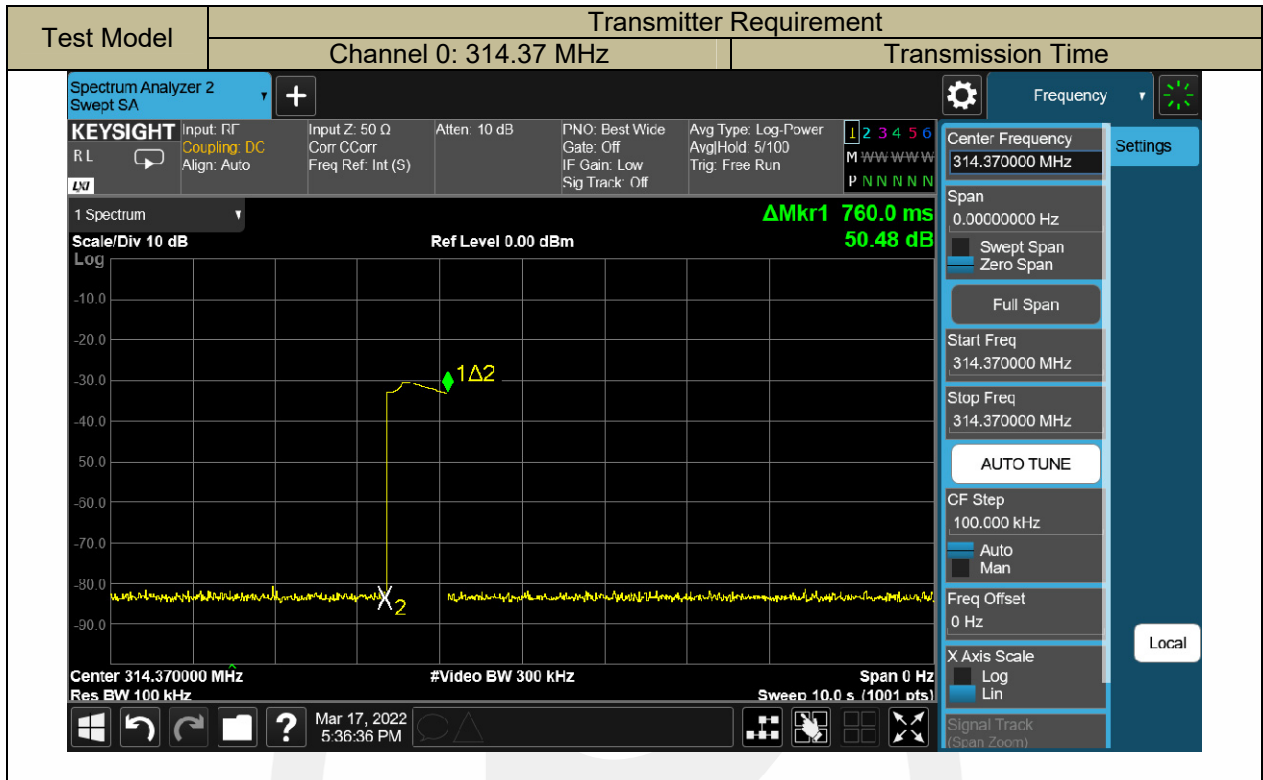 Test Model
Transmitter Requirement
Channel 0: 314.37 MHz
Transmission Time
Spectrum Analyzer 2
Swept SA
+
Frequency
KEYSIGHT
RL
LXI
Input: RF
Coupling: DC
Align: Auto
Input Z: 50 Ω
Corr CCorr
Freq Ref: Int (S)
Atten: 10 dB
PNO: Best Wide
Gate: Off
IF Gain: Low
Sig Track: Off
Avg Type: Log-Power
Avg|Hold: 5/100
Trig: Free Run
1 2 3 4 5 6
M W W W W W
P N N N N N
1 Spectrum
Scale/Div 10 dB
Log
Ref Level 0.00 dBm
ΔMkr1 760.0 ms
50.48 dB
-10.0
-20.0
-30.0
-40.0
50.0
-60.0
-70.0
-80.0
-90.0
1Δ2
X2
Center 314.370000 MHz
Res BW 100 kHz
#Video BW 300 kHz
Span 0 Hz
Sweep 10.0 s (1001 pts)
?
Mar 17, 2022
5:36:36 PM
Center Frequency
314.370000 MHz
Settings
Span
0.00000000 Hz
Swept Span
Zero Span
Full Span
Start Freq
314.370000 MHz
Stop Freq
314.370000 MHz
AUTO TUNE
CF Step
100.000 kHz
Auto
Man
Freq Offset
0 Hz
X Axis Scale
Log
Lin
Local
Signal Track
(Span Zoom)